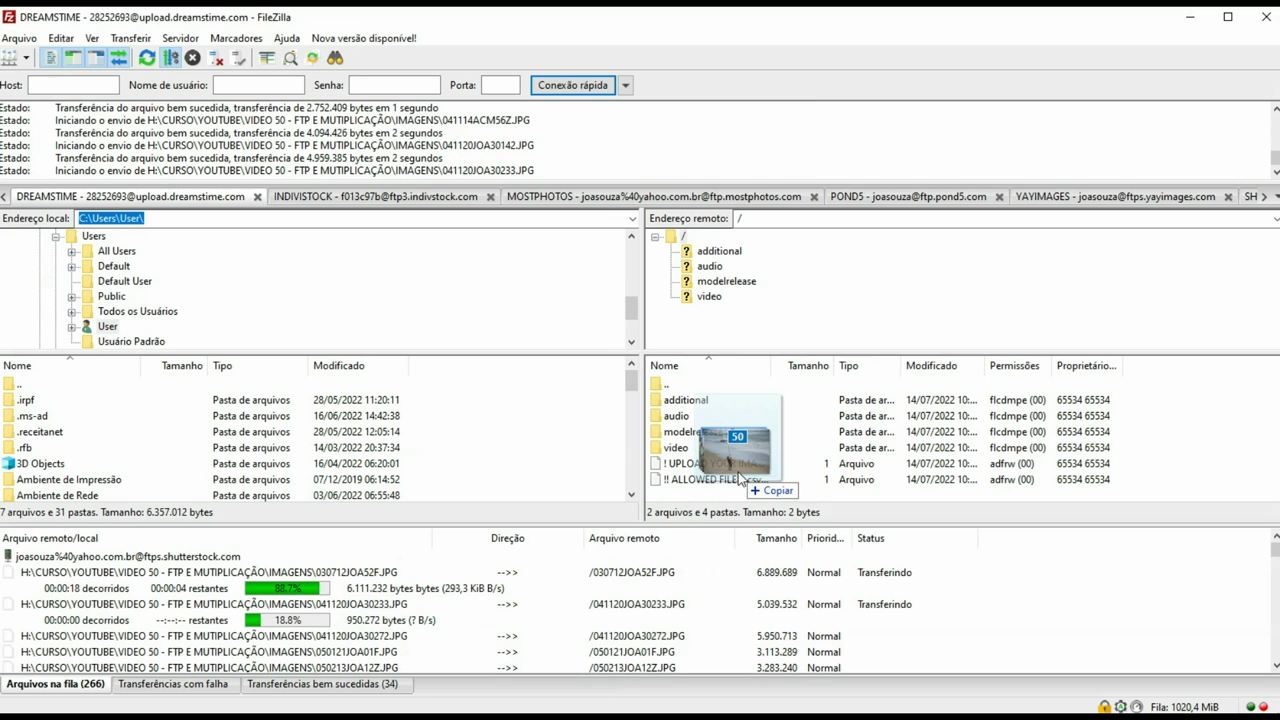 DREAMSTIME - 28252693@upload.dreamstime.com - FileZilla
Arquivo Editar Ver Transferir Servidor Marcadores Ajuda Nova versão disponível!
Host: Nome de usuário: Senha: Porta: Conexão rápida
Estado: Transferência do arquivo bem sucedida, transferência de 2.752.409 bytes em 1 segundo
Estado: Iniciando o envio de H:\CURSO\YOUTUBE\VIDEO 50 - FTP E MUTIPLICAÇÃO\IMAGENS\041114ACM56Z.JPG
Estado: Transferência do arquivo bem sucedida, transferência de 4.094.426 bytes em 2 segundos
Estado: Iniciando o envio de H:\CURSO\YOUTUBE\VIDEO 50 - FTP E MUTIPLICAÇÃO\IMAGENS\041120JOA30142.JPG
Estado: Transferência do arquivo bem sucedida, transferência de 4.959.385 bytes em 2 segundos
Estado: Iniciando o envio de H:\CURSO\YOUTUBE\VIDEO 50 - FTP E MUTIPLICAÇÃO\IMAGENS\041120JOA30233.JPG
DREAMSTIME - 28252693@upload.dreamstime.com INDIVISTOCK - f013c97b@ftp3.indivstock.com MOSTPHOTOS - joasouza%40yahoo.com.br@ftp.mostphotos.com POND5 - joasouza@ftp.pond5.com YAYIMAGES - joasouza@ftps.yayimages.com SH
Endereço local: C:\Users\User\
Users
All Users
Default
Default User
Public
Todos os Usuários
User
Usuário Padrão
Endereço remoto: /
/
additional
audio
modelrelease
video
Nome Tamanho Tipo Modificado
..
.irpf Pasta de arquivos 28/05/2022 11:20:11
.ms-ad Pasta de arquivos 16/06/2022 14:42:38
.receitanet Pasta de arquivos 28/05/2022 12:05:14
.rfb Pasta de arquivos 14/03/2022 20:37:34
3D Objects Pasta de arquivos 16/04/2022 06:20:01
Ambiente de Impressão Pasta de arquivos 07/12/2019 06:14:52
Ambiente de Rede Pasta de arquivos 03/06/2022 06:55:48
7 arquivos e 31 pastas. Tamanho: 6.357.012 bytes
Nome Tamanho Tipo Modificado Permissões Proprietário...
..
additional Pasta de ar... 14/07/2022 10:... flcdmpe (00) 65534 65534
audio Pasta de ar... 14/07/2022 10:... flcdmpe (00) 65534 65534
modelre Pasta de ar... 14/07/2022 10:... flcdmpe (00) 65534 65534
video Pasta de ar... 14/07/2022 10:... flcdmpe (00) 65534 65534
! UPLOAD 1 Arquivo 14/07/2022 10:... adfrw (00) 65534 65534
!! ALLOWED FILE 1 Arquivo 14/07/2022 10:... adfrw (00) 65534 65534
50
+ Copiar
2 arquivos e 4 pastas. Tamanho: 2 bytes
Arquivo remoto/local Direção Arquivo remoto Tamanho Priorid... Status
joasouza%40yahoo.com.br@ftps.shutterstock.com
H:\CURSO\YOUTUBE\VIDEO 50 - FTP E MUTIPLICAÇÃO\IMAGENS\030712JOA52F.JPG -->> /030712JOA52F.JPG 6.889.689 Normal Transferindo
00:00:18 decorridos 00:00:04 restantes 88.7% 6.111.232 bytes bytes (293,3 KiB B/s)
H:\CURSO\YOUTUBE\VIDEO 50 - FTP E MUTIPLICAÇÃO\IMAGENS\041120JOA30233.JPG -->> /041120JOA30233.JPG 5.039.532 Normal Transferindo
00:00:00 decorridos --:--:-- restantes 18.8% 950.272 bytes (? B/s)
H:\CURSO\YOUTUBE\VIDEO 50 - FTP E MUTIPLICAÇÃO\IMAGENS\041120JOA30272.JPG -->> /041120JOA30272.JPG 5.950.713 Normal
H:\CURSO\YOUTUBE\VIDEO 50 - FTP E MUTIPLICAÇÃO\IMAGENS\050121JOA01F.JPG -->> /050121JOA01F.JPG 3.113.289 Normal
H:\CURSO\YOUTUBE\VIDEO 50 - FTP E MUTIPLICAÇÃO\IMAGENS\050213JOA12Z.JPG -->> /050213JOA12Z.JPG 3.283.240 Normal
Arquivos na fila (266) Transferências com falha Transferências bem sucedidas (34)
Fila: 1020,4 MiB